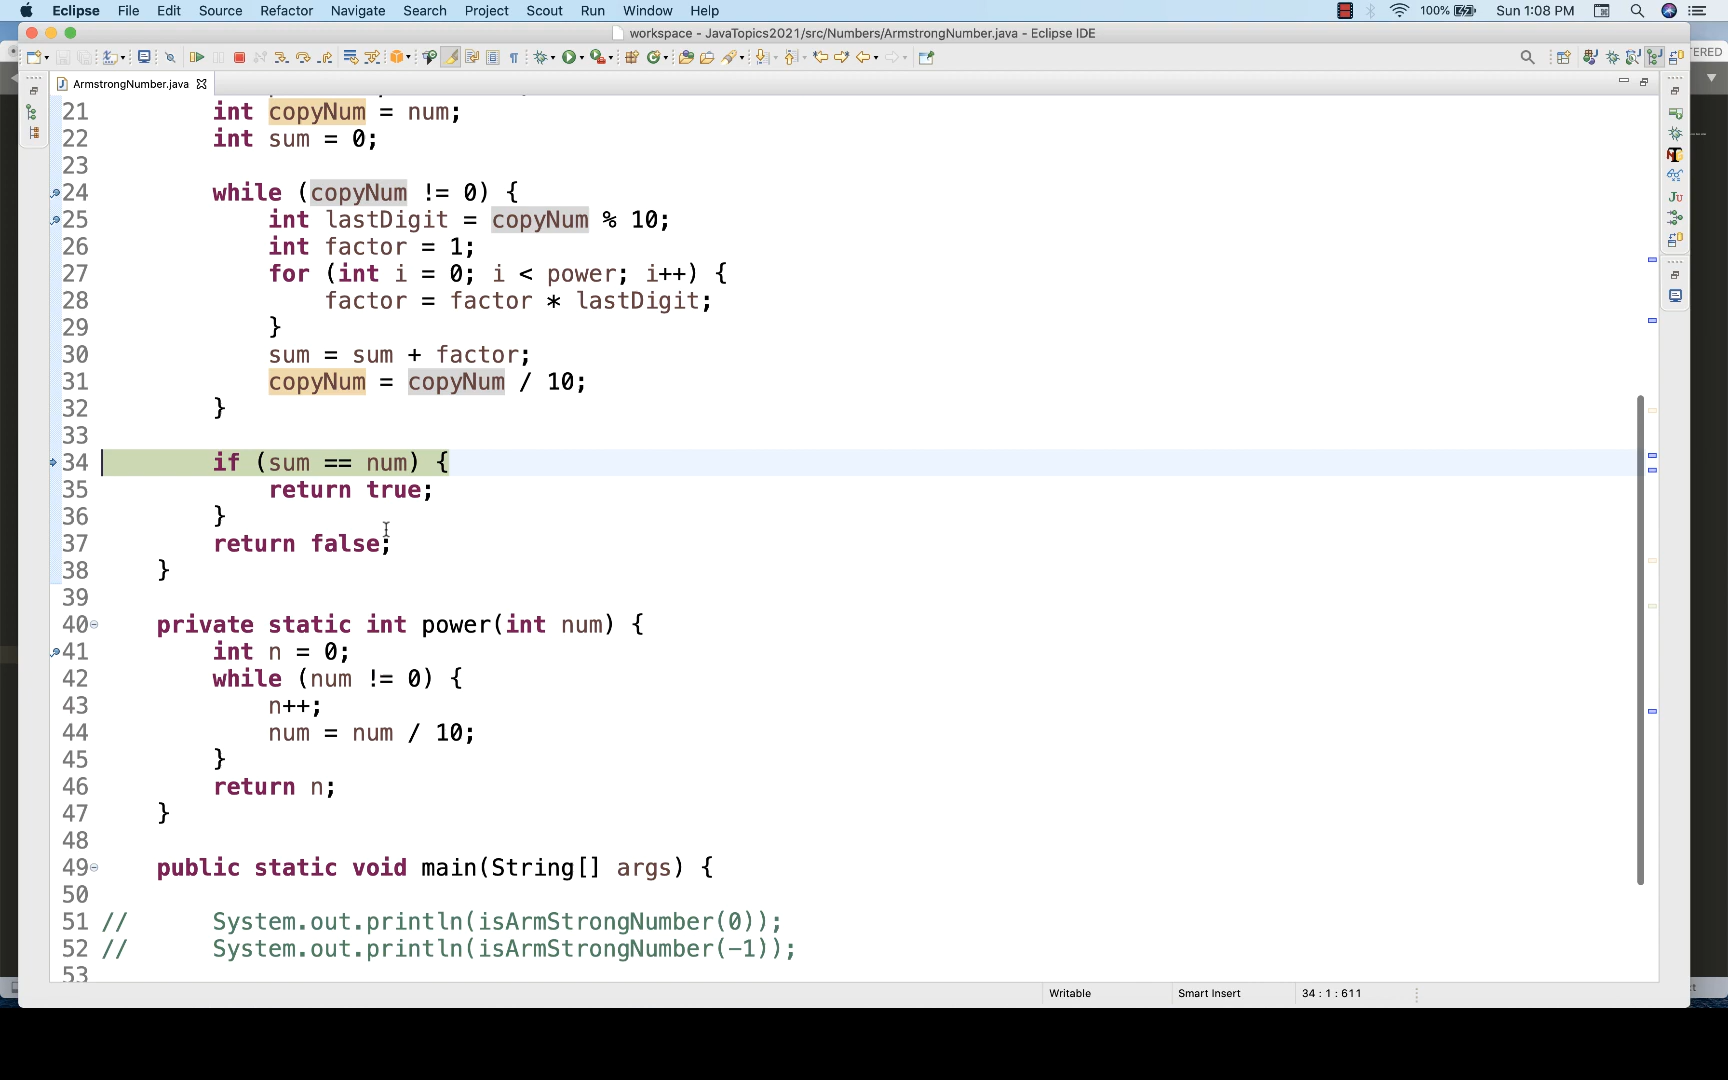 Eclipse File Edit Source Refactor Navigate Search Project Scout Run Window Help 100% Sun 1:08 PM
workspace - JavaTopics2021/src/Numbers/ArmstrongNumber.java - Eclipse IDE
ERED
ArmstrongNumber.java
21 int copyNum = num;
22 int sum = 0;
23
24 while (copyNum != 0) {
25 int lastDigit = copyNum % 10;
26 int factor = 1;
27 for (int i = 0; i < power; i++) {
28 factor = factor * lastDigit;
29 }
30 sum = sum + factor;
31 copyNum = copyNum / 10;
32 }
33
34 if (sum == num) {
35 return true;
36 }
37 return false;
38 }
39
40 private static int power(int num) {
41 int n = 0;
42 while (num != 0) {
43 n++;
44 num = num / 10;
45 }
46 return n;
47 }
48
49 public static void main(String[] args) {
50
51 // System.out.println(isArmStrongNumber(0));
52 // System.out.println(isArmStrongNumber(-1));
53
Writable Smart Insert 34 : 1 : 611